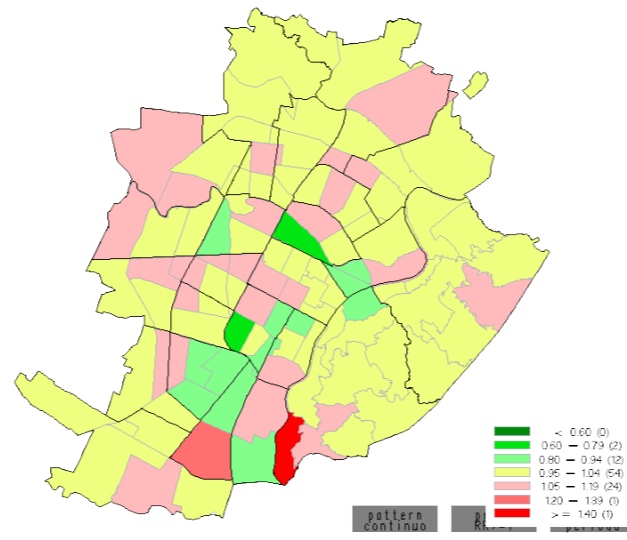 < 0.60 (0)
0.60 – 0.79 (2)
0.80 – 0.94 (12)
0.95 – 1.04 (54)
1.05 – 1.19 (24)
1.20 – 1.39 (1)
>= 1.40 (1)
pattern
continuo